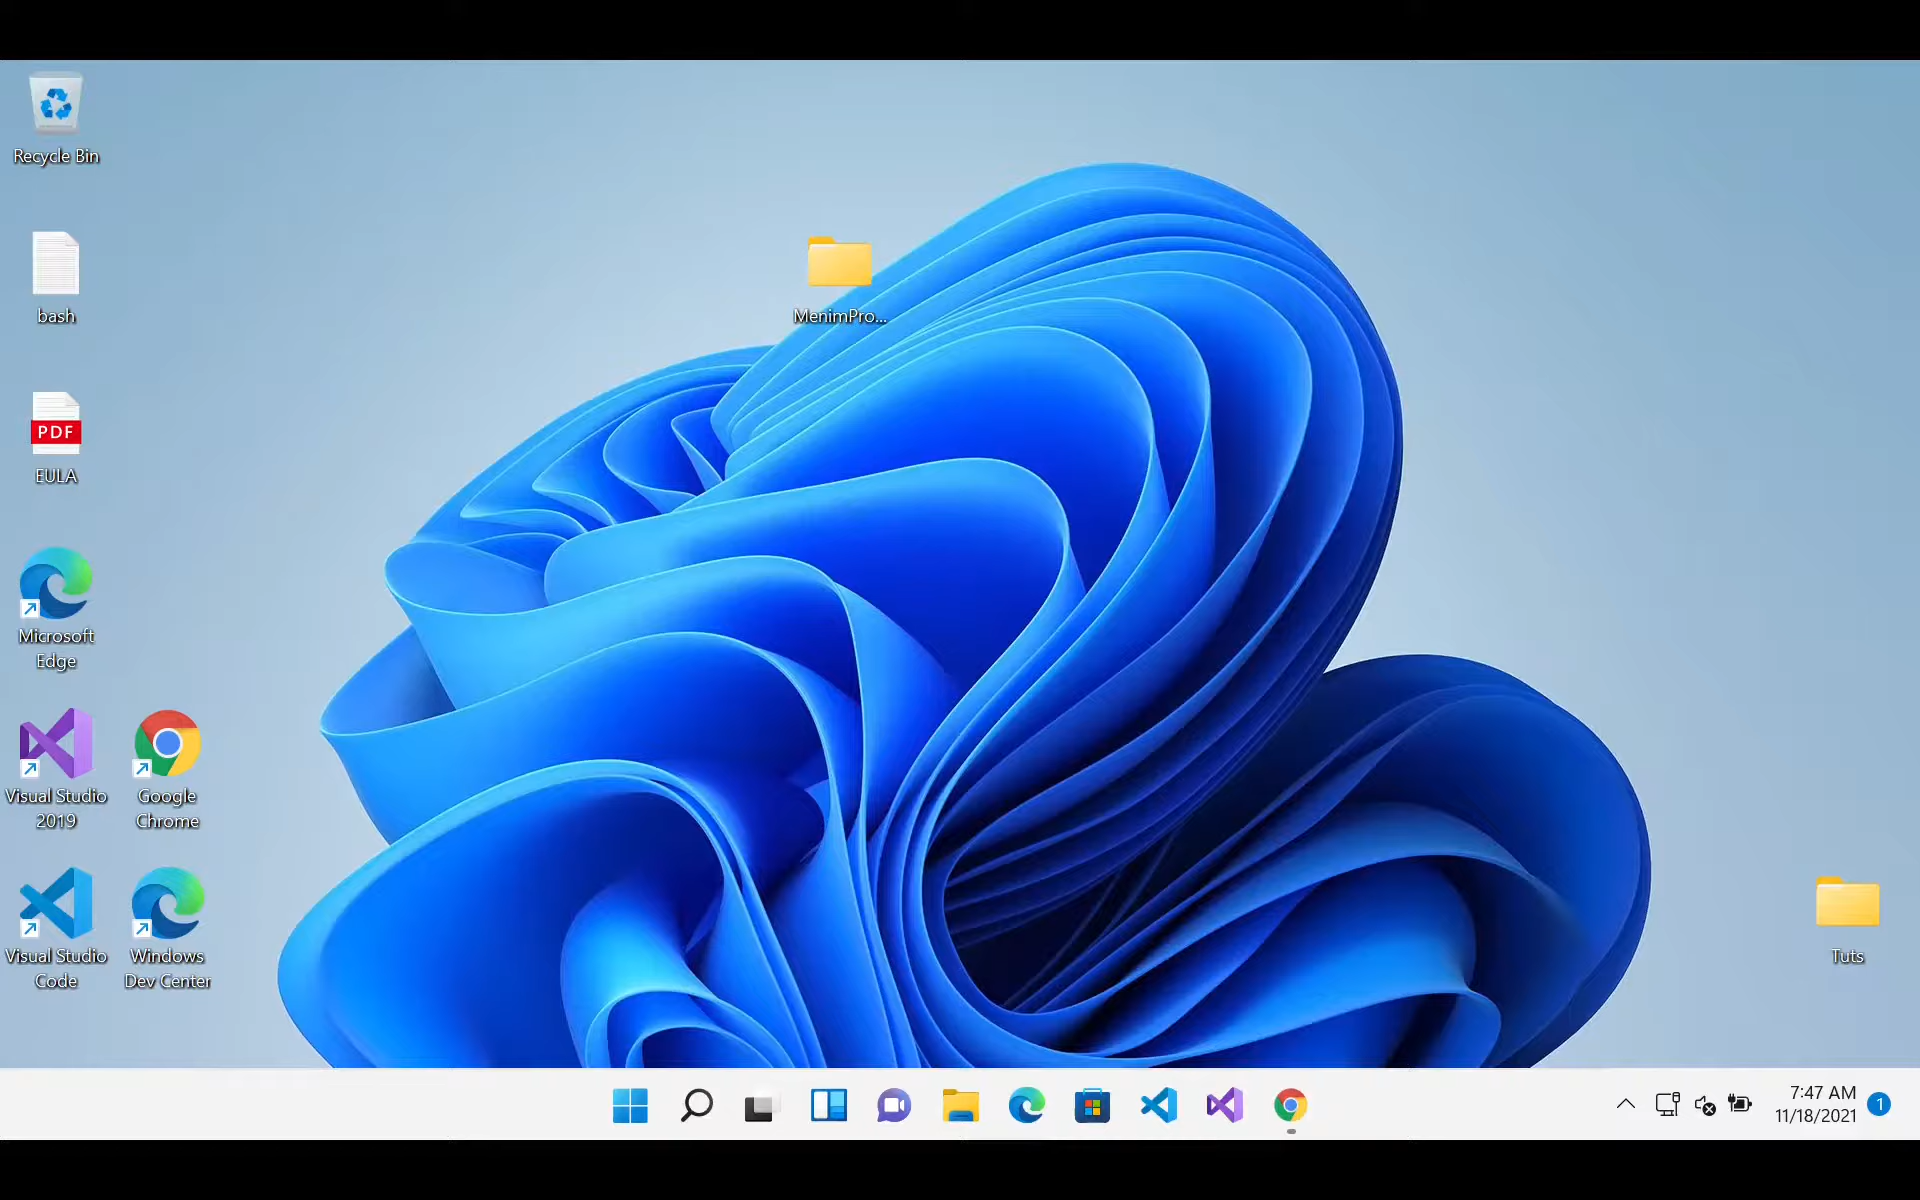 Recycle Bin
bash
MenimPro...
PDF
EULA
Microsoft
Edge
Visual Studio
2019
Google
Chrome
Visual Studio
Code
Windows
Dev Center
Tuts
7:47 AM
11/18/2021
1